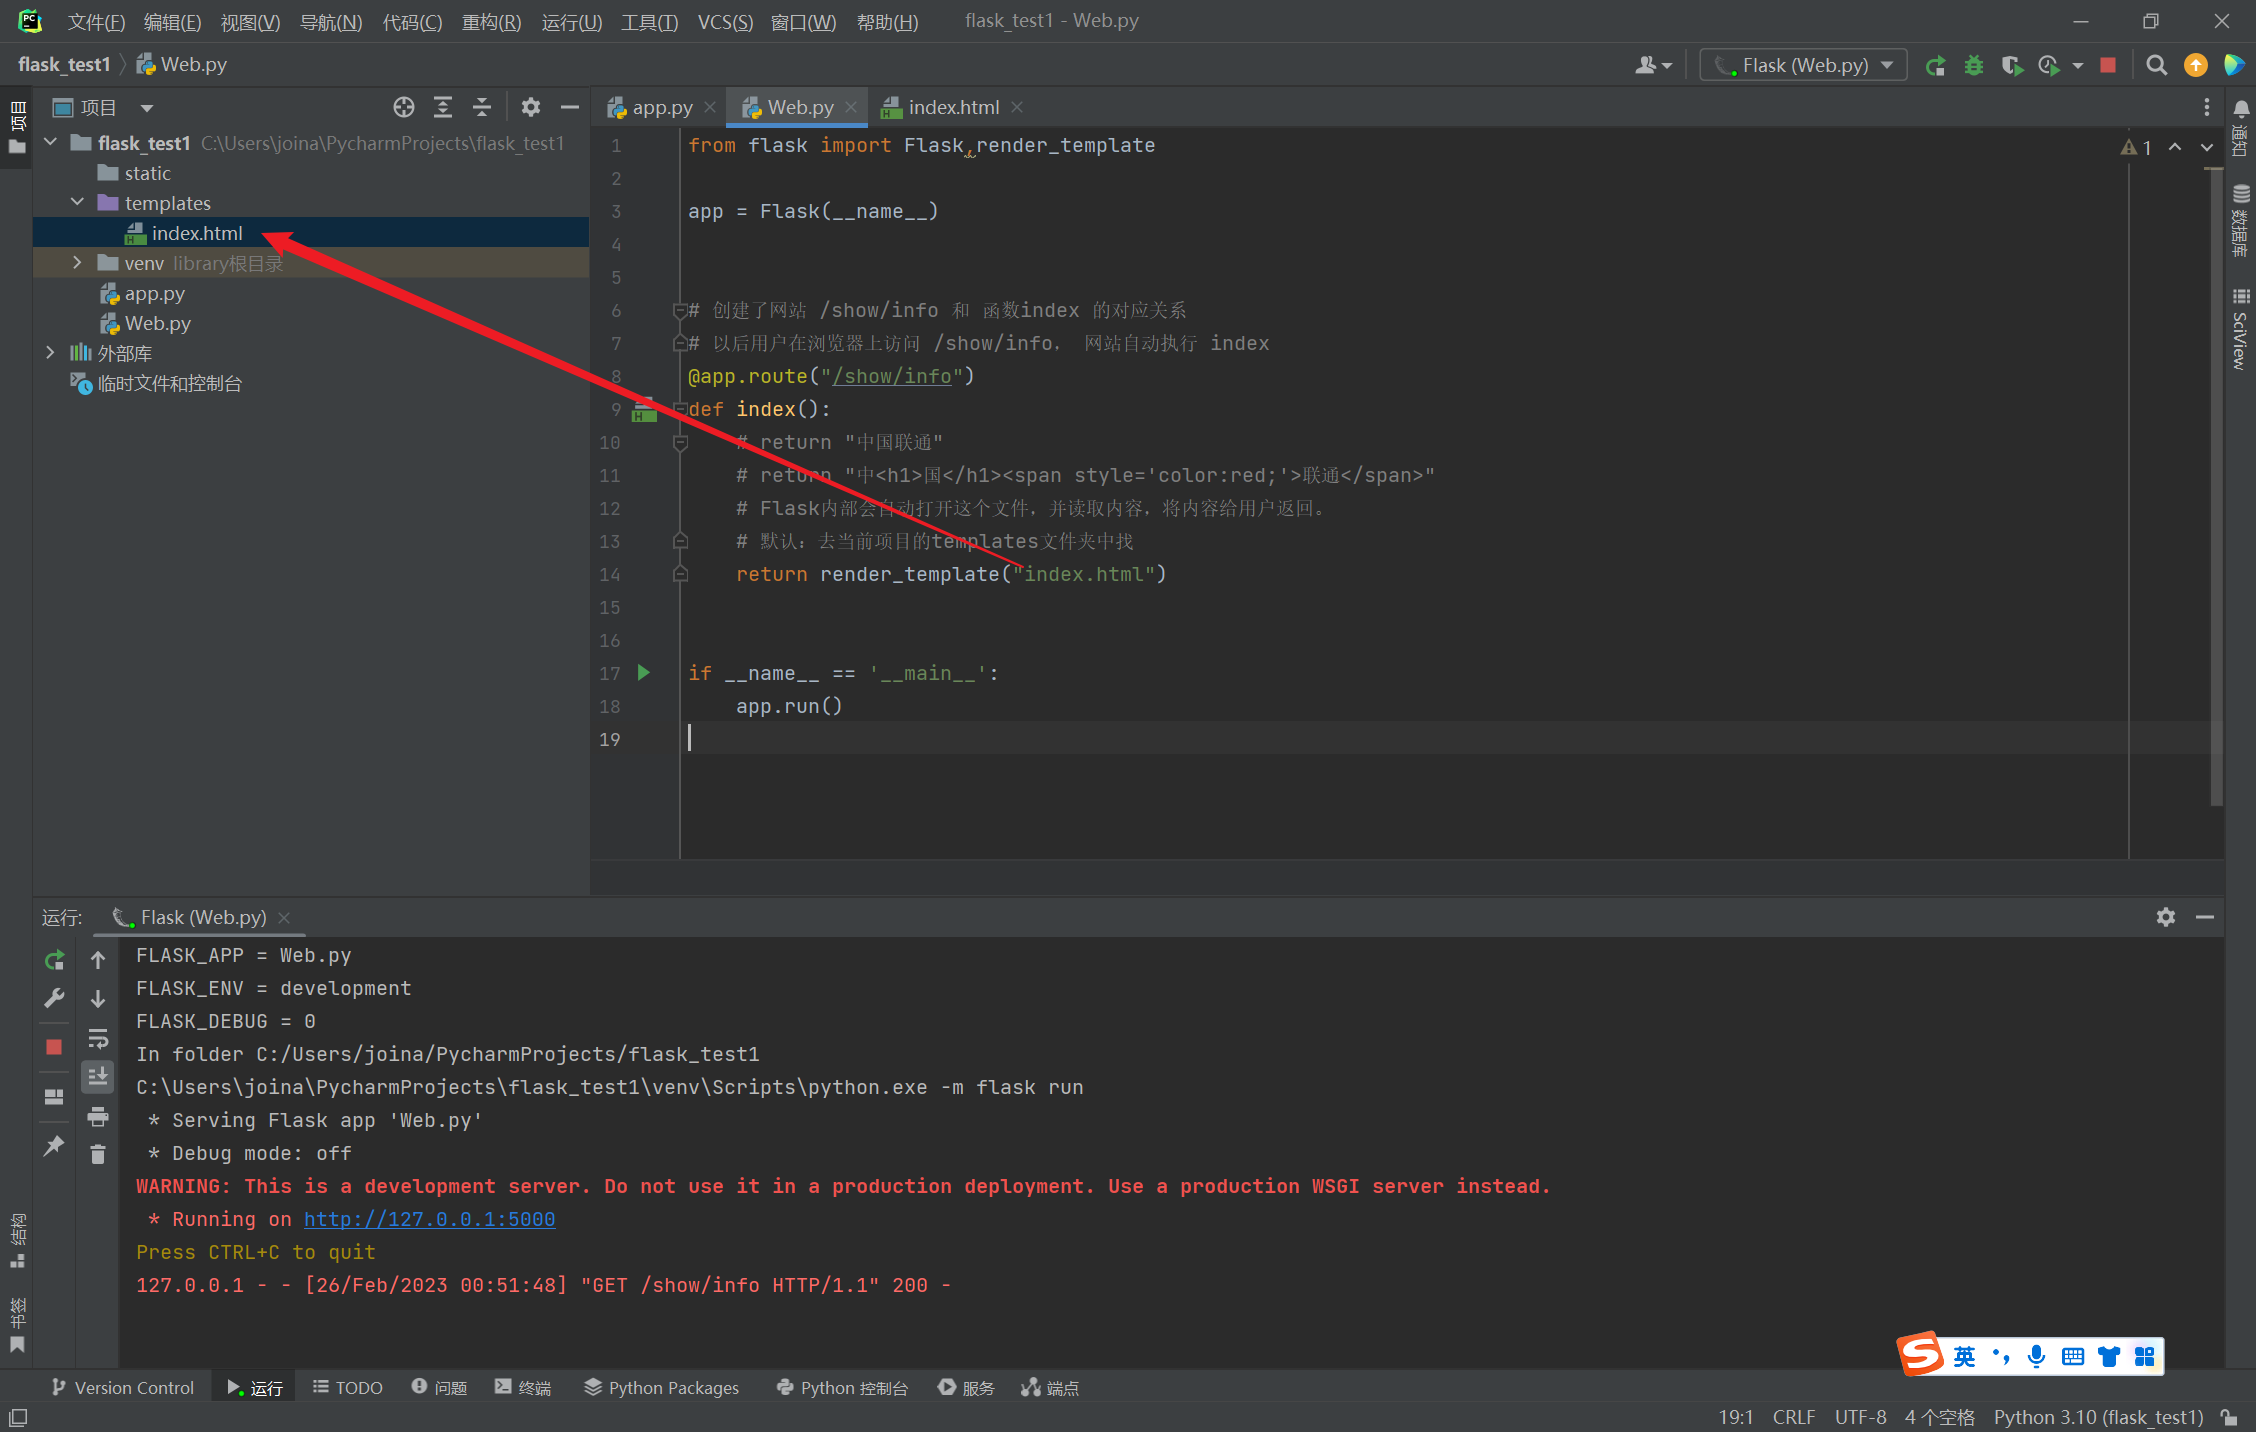 文件(F) 编辑(E) 视图(V) 导航(N) 代码(C) 重构(R) 运行(U) 工具(T) VCS(S) 窗口(W) 帮助(H) flask_test1 - Web.py
flask_test1 Web.py Flask (Web.py)
项目
项目
app.py Web.py index.html
flask_test1 C:\Users\joina\PycharmProjects\flask_test1
static
templates
index.html
venv library根目录
app.py
Web.py
外部库
临时文件和控制台
1 from flask import Flask,render_template
2
3 app = Flask(__name__)
4
5
6 # 创建了网站 /show/info 和 函数index 的对应关系
7 # 以后用户在浏览器上访问 /show/info, 网站自动执行 index
8 @app.route("/show/info")
9 def index():
10 # return "中国联通"
11 # return "中<h1>国</h1><span style='color:red;'>联通</span>"
12 # Flask内部会自动打开这个文件，并读取内容，将内容给用户返回。
13 # 默认：去当前项目的templates文件夹中找
14 return render_template("index.html")
15
16
17 if __name__ == '__main__':
18 app.run()
19
1
通知
数据库
SciView
运行: Flask (Web.py)
FLASK_APP = Web.py
FLASK_ENV = development
FLASK_DEBUG = 0
In folder C:/Users/joina/PycharmProjects/flask_test1
C:\Users\joina\PycharmProjects\flask_test1\venv\Scripts\python.exe -m flask run
* Serving Flask app 'Web.py'
* Debug mode: off
WARNING: This is a development server. Do not use it in a production deployment. Use a production WSGI server instead.
* Running on http://127.0.0.1:5000
Press CTRL+C to quit
127.0.0.1 - - [26/Feb/2023 00:51:48] "GET /show/info HTTP/1.1" 200 -
结构
书签
S 英
Version Control 运行 TODO 问题 终端 Python Packages Python 控制台 服务 端点
19:1 CRLF UTF-8 4 个空格 Python 3.10 (flask_test1)